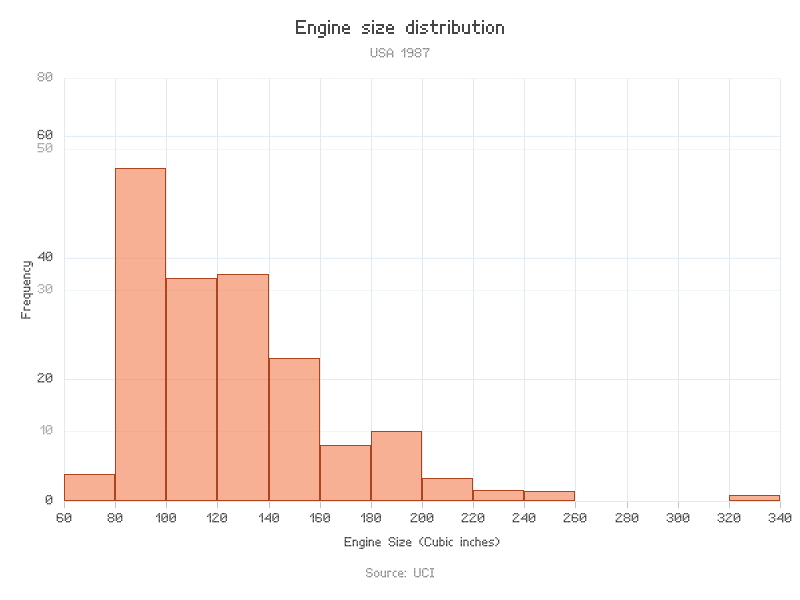 Engine size distribution
USA 1987
80
60
50
40
30
20
10
0
Frequency
60 80 100 120 140 160 180 200 220 240 260 280 300 320 340
Engine Size (Cubic inches)
Source: UCI